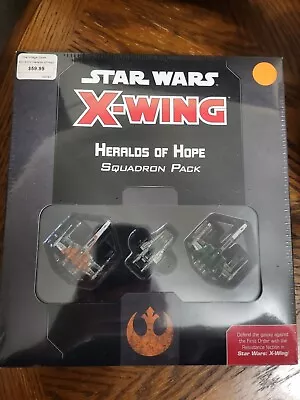 $59.99
STAR WARS
X-WING
HERALDS OF HOPE
SQUADRON PACK
Defend the galaxy against
the First Order with the
Resistance faction in
Star Wars: X-Wing!